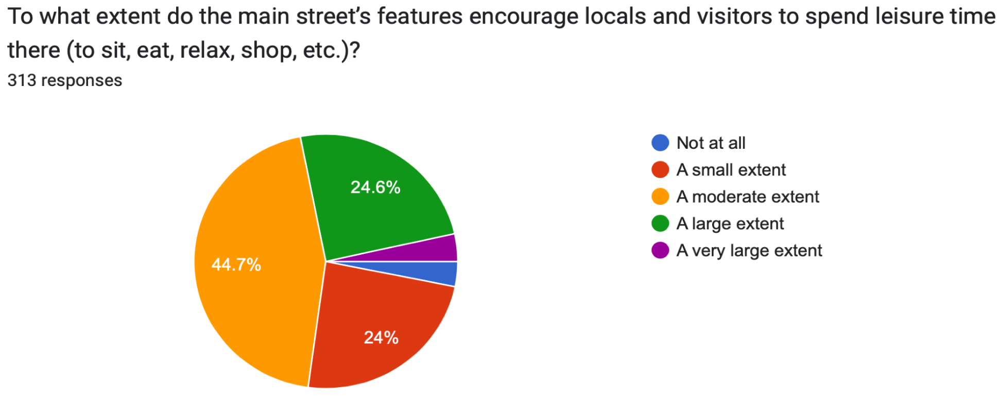 To what extent do the main street’s features encourage locals and visitors to spend leisure time
there (to sit, eat, relax, shop, etc.)?
313 responses
24.6%
44.7%
24%
Not at all
A small extent
A moderate extent
A large extent
A very large extent